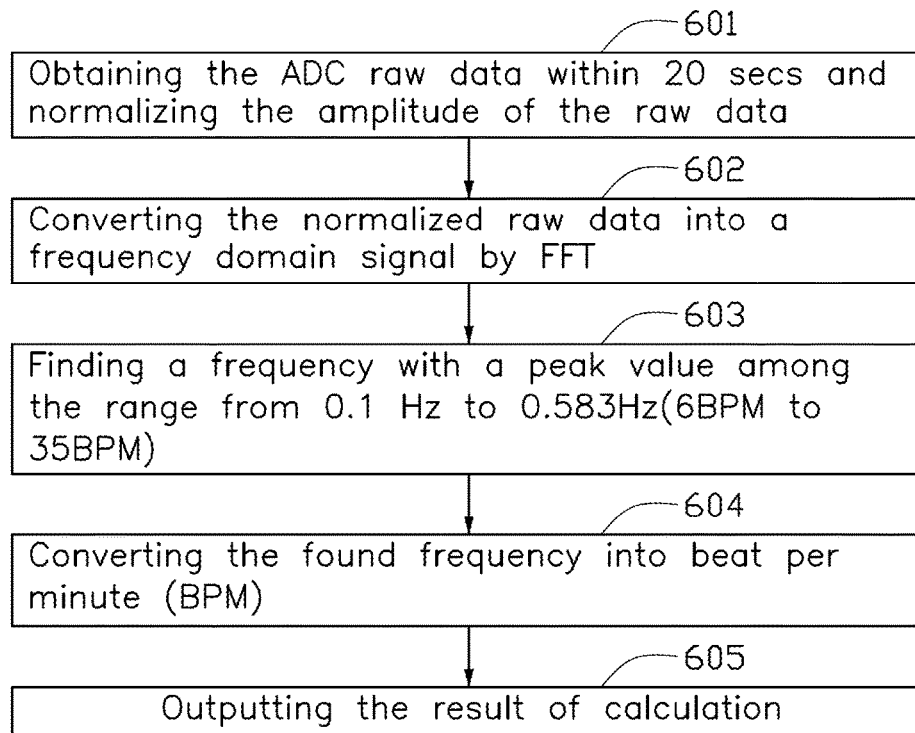 601
Obtaining the ADC raw data within 20 secs and
normalizing the amplitude of the raw data
602
Converting the normalized raw data into a
frequency domain signal by FFT
603
Finding a frequency with a peak value among
the range from 0.1 Hz to 0.583Hz(6BPM to
35BPM)
604
Converting the found frequency into beat per
minute (BPM)
605
Outputting the result of calculation